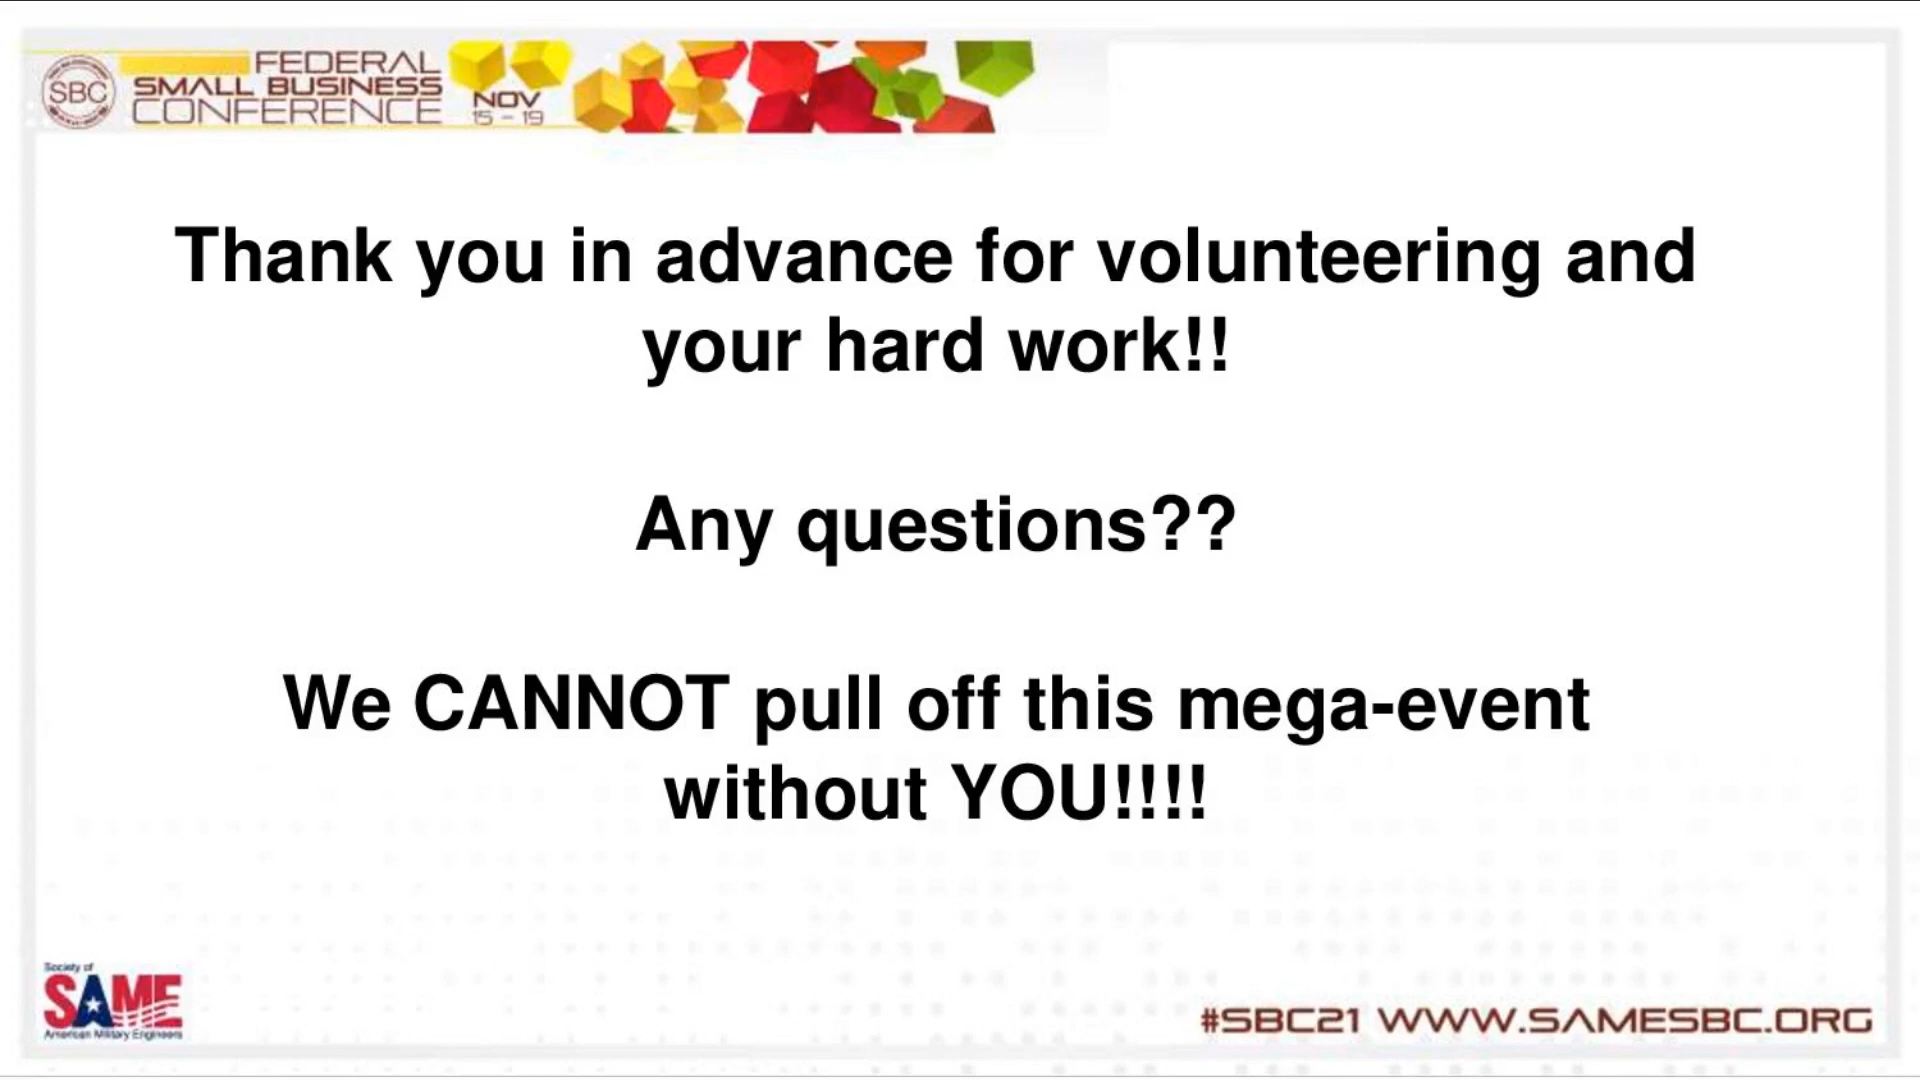 SBC
FEDERAL
SMALL BUSINESS
CONFERENCE
NOV
15 - 19
Thank you in advance for volunteering and
your hard work!!
Any questions??
We CANNOT pull off this mega-event
without YOU!!!!
Society of
SAME
American Military Engineers
#SBC21 WWW.SAMESBC.ORG